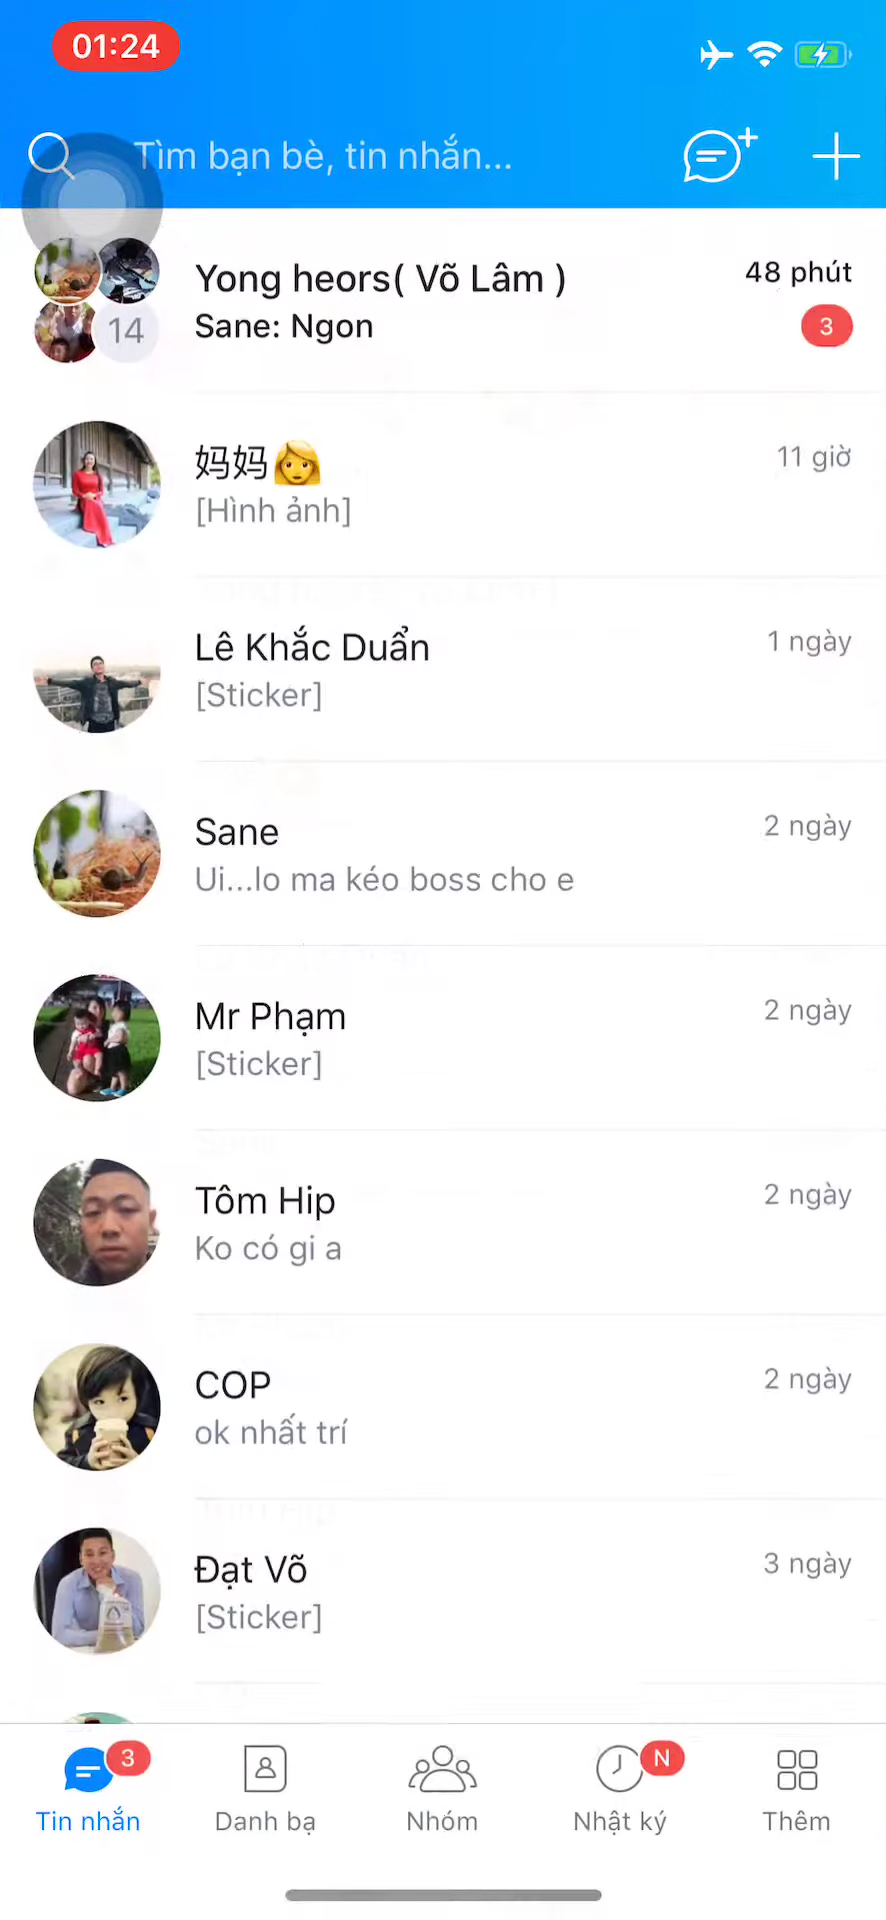 01:24
Tìm bạn bè, tin nhắn...
Yong heors( Võ Lâm )
48 phút
Sane: Ngon
3
14
妈妈👩
11 giờ
[Hình ảnh]
Lê Khắc Duẩn
1 ngày
[Sticker]
Sane
2 ngày
Ui...lo ma kéo boss cho e
Mr Phạm
2 ngày
[Sticker]
Tôm Hip
2 ngày
Ko có gi a
COP
2 ngày
ok nhất trí
Đạt Võ
3 ngày
[Sticker]
3
N
Tin nhắn
Danh bạ
Nhóm
Nhật ký
Thêm